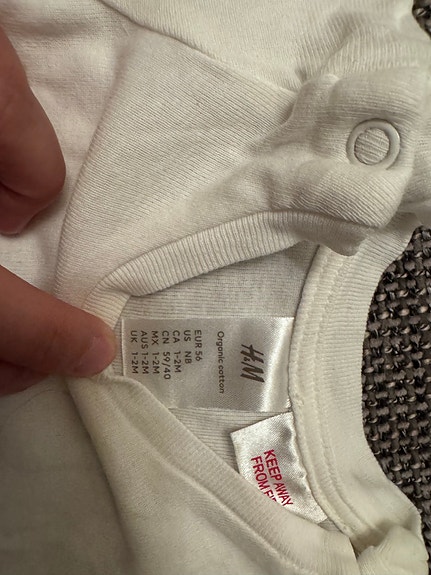 H&M
Organic cotton
EUR 56
US NB
CA 1-2M
CN 59/40
MX 1-2M
AUS 1-2M
UK 1-2M
KEEP AWAY
FROM